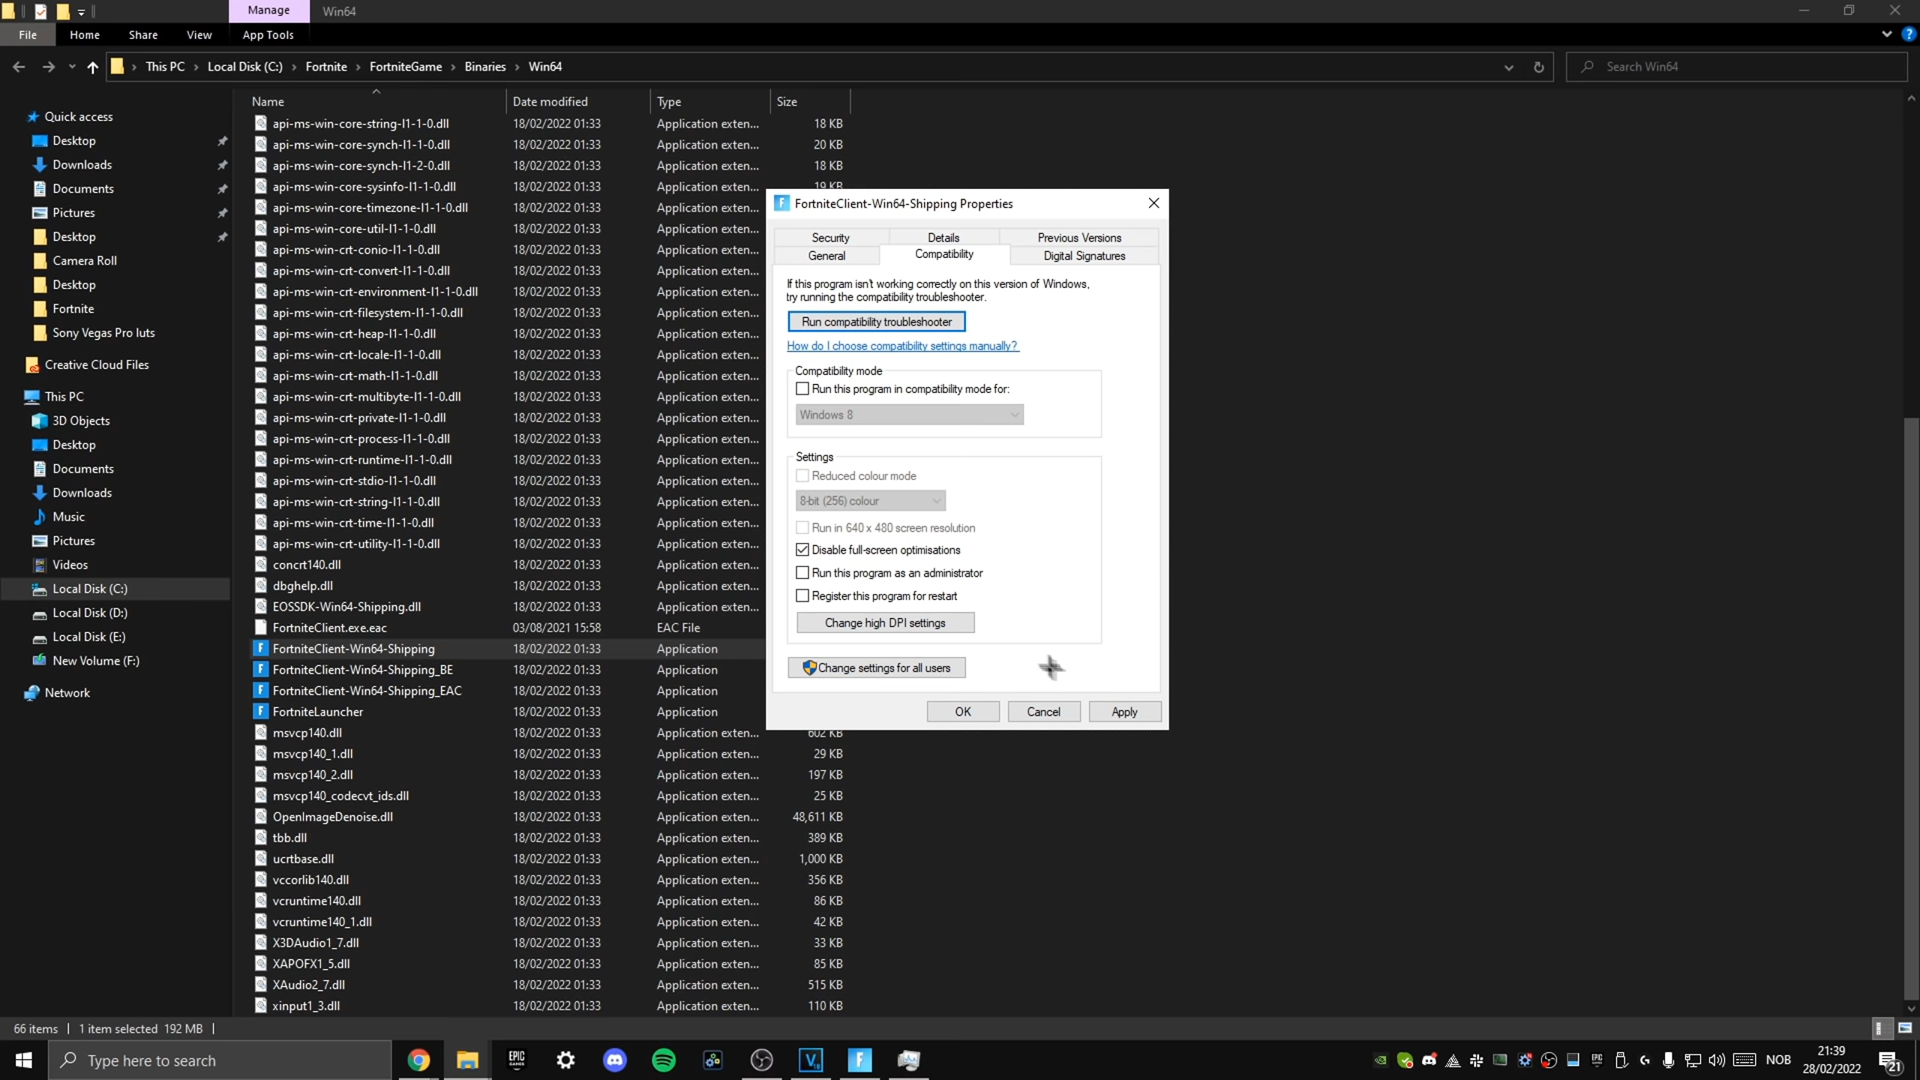 Manage
Win64
File
Home
Share
View
App Tools
This PC
Local Disk (C:)
Fortnite
FortniteGame
Binaries
Win64
Search Win64
Quick access
Desktop
Downloads
Documents
Pictures
Desktop
Camera Roll
Desktop
Fortnite
Sony Vegas Pro luts
Creative Cloud Files
This PC
3D Objects
Desktop
Documents
Downloads
Music
Pictures
Videos
Local Disk (C:)
Local Disk (D:)
Local Disk (E:)
New Volume (F:)
Network
Name Date modified Type Size
api-ms-win-core-string-l1-1-0.dll 18/02/2022 01:33 Application exten... 18 KB
api-ms-win-core-synch-l1-1-0.dll 18/02/2022 01:33 Application exten... 20 KB
api-ms-win-core-synch-l1-2-0.dll 18/02/2022 01:33 Application exten... 18 KB
api-ms-win-core-sysinfo-l1-1-0.dll 18/02/2022 01:33 Application exten... 19 KB
api-ms-win-core-timezone-l1-1-0.dll 18/02/2022 01:33 Application exten...
api-ms-win-core-util-l1-1-0.dll 18/02/2022 01:33 Application exten...
api-ms-win-crt-conio-l1-1-0.dll 18/02/2022 01:33 Application exten...
api-ms-win-crt-convert-l1-1-0.dll 18/02/2022 01:33 Application exten...
api-ms-win-crt-environment-l1-1-0.dll 18/02/2022 01:33 Application exten...
api-ms-win-crt-filesystem-l1-1-0.dll 18/02/2022 01:33 Application exten...
api-ms-win-crt-heap-l1-1-0.dll 18/02/2022 01:33 Application exten...
api-ms-win-crt-locale-l1-1-0.dll 18/02/2022 01:33 Application exten...
api-ms-win-crt-math-l1-1-0.dll 18/02/2022 01:33 Application exten...
api-ms-win-crt-multibyte-l1-1-0.dll 18/02/2022 01:33 Application exten...
api-ms-win-crt-private-l1-1-0.dll 18/02/2022 01:33 Application exten...
api-ms-win-crt-process-l1-1-0.dll 18/02/2022 01:33 Application exten...
api-ms-win-crt-runtime-l1-1-0.dll 18/02/2022 01:33 Application exten...
api-ms-win-crt-stdio-l1-1-0.dll 18/02/2022 01:33 Application exten...
api-ms-win-crt-string-l1-1-0.dll 18/02/2022 01:33 Application exten...
api-ms-win-crt-time-l1-1-0.dll 18/02/2022 01:33 Application exten...
api-ms-win-crt-utility-l1-1-0.dll 18/02/2022 01:33 Application exten...
concrt140.dll 18/02/2022 01:33 Application exten...
dbghelp.dll 18/02/2022 01:33 Application exten...
EOSSDK-Win64-Shipping.dll 18/02/2022 01:33 Application exten...
FortniteClient.exe.eac 03/08/2021 15:58 EAC File
FortniteClient-Win64-Shipping 18/02/2022 01:33 Application
FortniteClient-Win64-Shipping_BE 18/02/2022 01:33 Application
FortniteClient-Win64-Shipping_EAC 18/02/2022 01:33 Application
FortniteLauncher 18/02/2022 01:33 Application
msvcp140.dll 18/02/2022 01:33 Application exten... 602 KB
msvcp140_1.dll 18/02/2022 01:33 Application exten... 29 KB
msvcp140_2.dll 18/02/2022 01:33 Application exten... 197 KB
msvcp140_codecvt_ids.dll 18/02/2022 01:33 Application exten... 25 KB
OpenImageDenoise.dll 18/02/2022 01:33 Application exten... 48,611 KB
tbb.dll 18/02/2022 01:33 Application exten... 389 KB
ucrtbase.dll 18/02/2022 01:33 Application exten... 1,000 KB
vccorlib140.dll 18/02/2022 01:33 Application exten... 356 KB
vcruntime140.dll 18/02/2022 01:33 Application exten... 86 KB
vcruntime140_1.dll 18/02/2022 01:33 Application exten... 42 KB
X3DAudio1_7.dll 18/02/2022 01:33 Application exten... 33 KB
XAPOFX1_5.dll 18/02/2022 01:33 Application exten... 85 KB
XAudio2_7.dll 18/02/2022 01:33 Application exten... 515 KB
xinput1_3.dll 18/02/2022 01:33 Application exten... 110 KB
FortniteClient-Win64-Shipping Properties
Security Details Previous Versions
General Compatibility Digital Signatures
If this program isn't working correctly on this version of Windows,
try running the compatibility troubleshooter.
Run compatibility troubleshooter
How do I choose compatibility settings manually?
Compatibility mode
Run this program in compatibility mode for:
Windows 8
Settings
Reduced colour mode
8-bit (256) colour
Run in 640 x 480 screen resolution
Disable full-screen optimisations
Run this program as an administrator
Register this program for restart
Change high DPI settings
Change settings for all users
OK Cancel Apply
66 items 1 item selected 192 MB
Type here to search
EPIC GAMES
NOB
21:39
28/02/2022
21